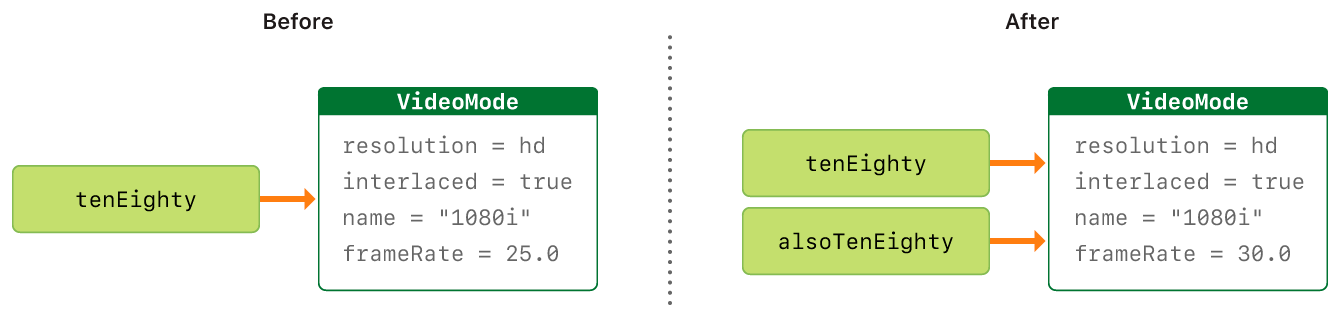 Before
VideoMode
resolution = hd
interlaced = true
name = "1080i"
frameRate = 25.0
tenEighty
After
VideoMode
resolution = hd
interlaced = true
name = "1080i"
frameRate = 30.0
tenEighty
alsoTenEighty